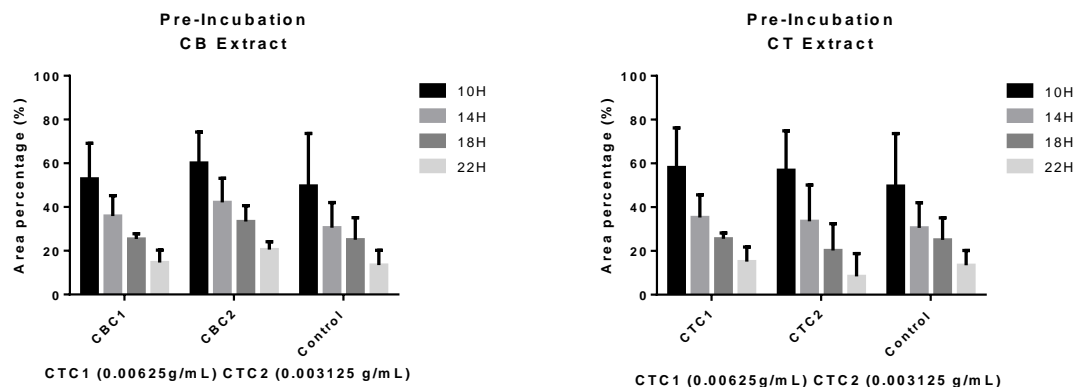 Pre-Incubation
CB Extract
Area percentage (%)
100
80
60
40
20
0
10H
14H
18H
22H
CBC1
CBC2
Control
CTC1 (0.00625g/mL) CTC2 (0.003125 g/mL)
Pre-Incubation
CT Extract
Area percentage (%)
100
80
60
40
20
0
10H
14H
18H
22H
CTC1
CTC2
Control
CTC1 (0.00625g/mL) CTC2 (0.003125 g/mL)